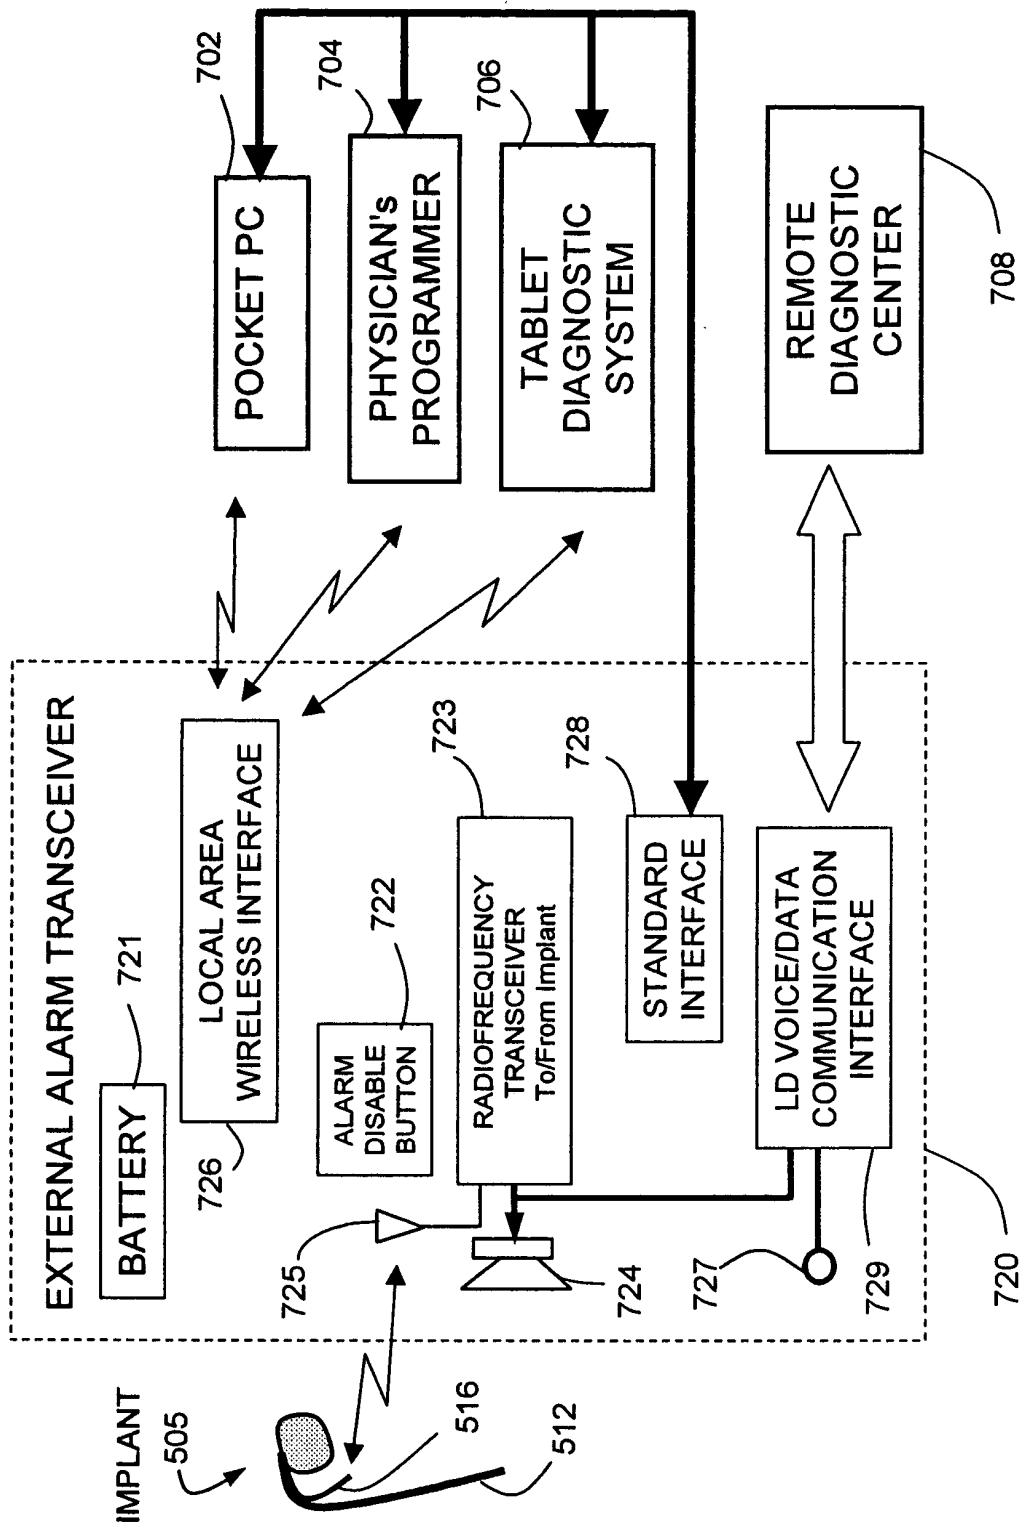 IMPLANT
505
516
512
EXTERNAL ALARM TRANSCEIVER
BATTERY
721
LOCAL AREA
WIRELESS INTERFACE
726
ALARM
DISABLE
BUTTON
722
725
RADIOFREQUENCY
TRANSCEIVER
To/From Implant
723
724
STANDARD
INTERFACE
728
LD VOICE/DATA
COMMUNICATION
INTERFACE
727
729
720
POCKET PC
702
PHYSICIAN's
PROGRAMMER
704
TABLET
DIAGNOSTIC
SYSTEM
706
REMOTE
DIAGNOSTIC
CENTER
708